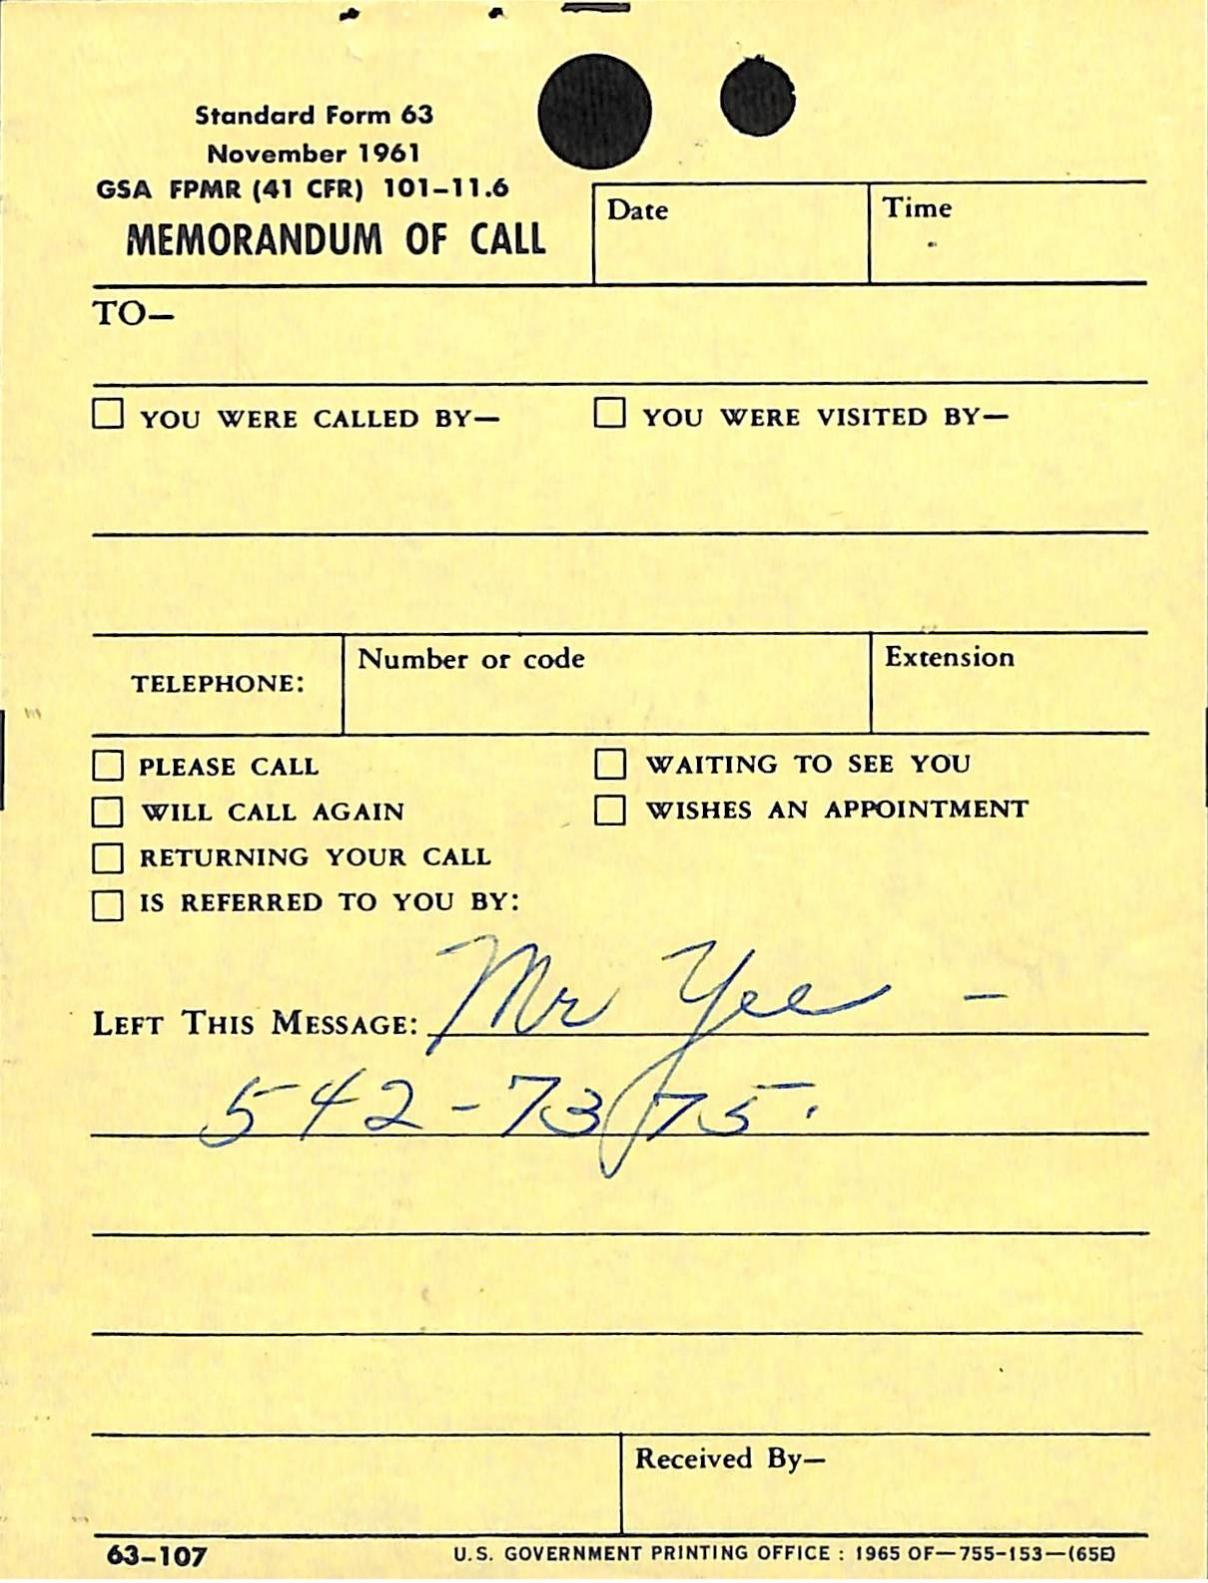 Standard Form 63
November 1961
GSA FPMR (41 CFR) 101-11.6
MEMORANDUM OF CALL
Date
Time
TO—
YOU WERE CALLED BY—
YOU WERE VISITED BY—
TELEPHONE:
Number or code
Extension
PLEASE CALL
WAITING TO SEE YOU
WILL CALL AGAIN
WISHES AN APPOINTMENT
RETURNING YOUR CALL
IS REFERRED TO YOU BY:
LEFT THIS MESSAGE: Mr Yee —
542-7375.
Received By—
63-107
U.S. GOVERNMENT PRINTING OFFICE : 1965 OF—755-153—(65E)